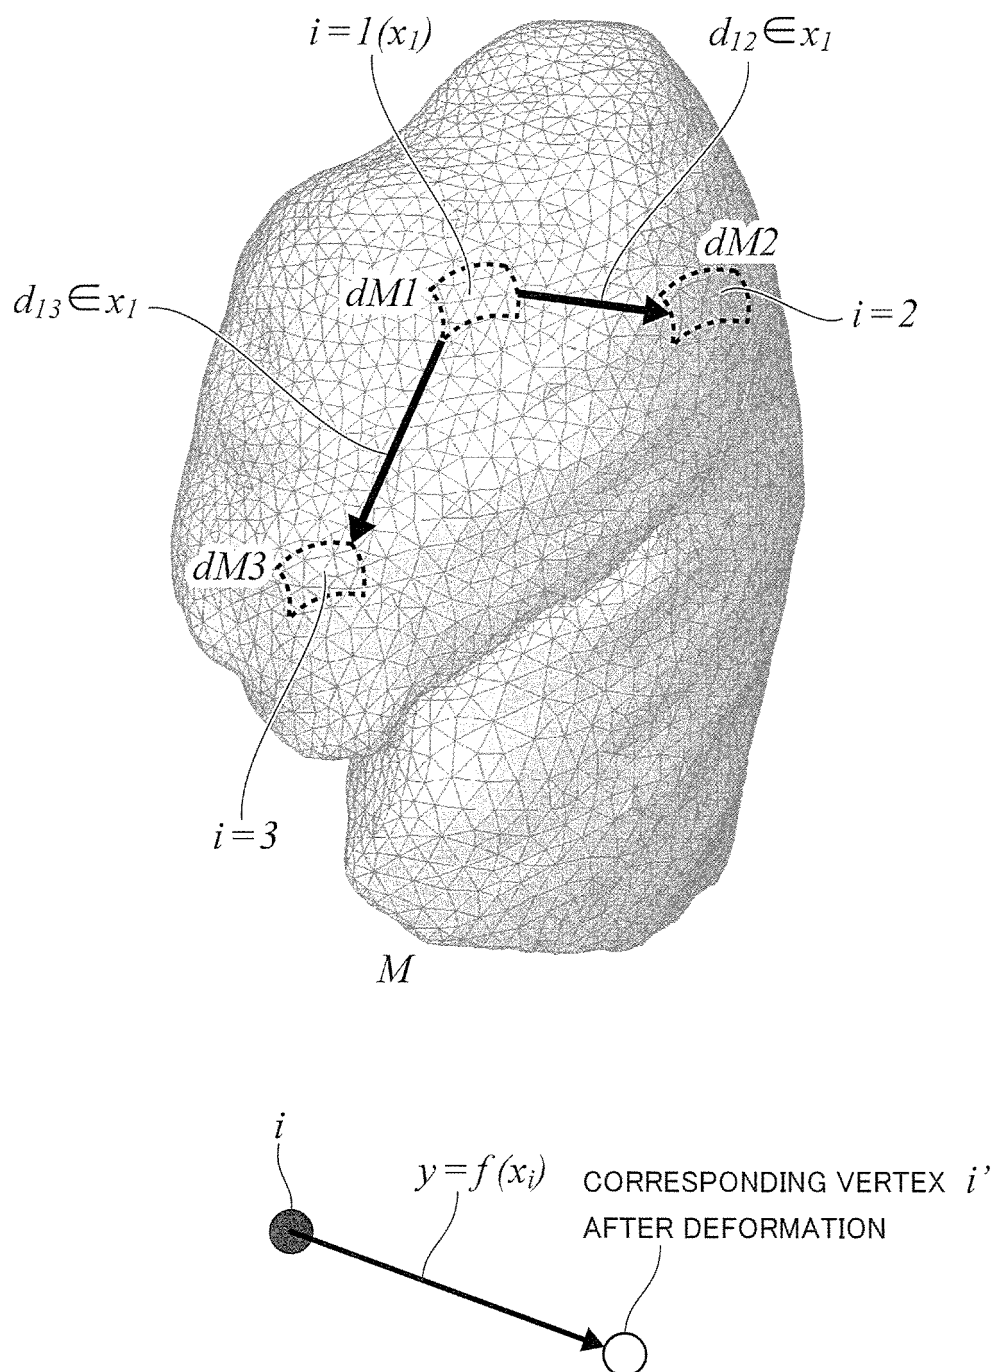 i=1(x₁)
d₁₂∈x₁
dM2
dM1
d₁₃∈x₁
i=2
dM3
i=3
M
i
y=f(xᵢ)
CORRESPONDING VERTEX i’
AFTER DEFORMATION